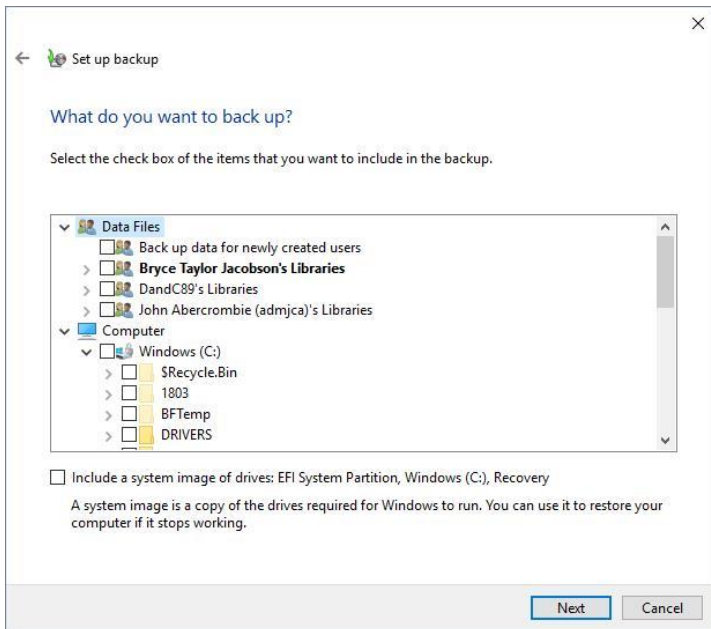 Set up backup
What do you want to back up?
Select the check box of the items that you want to include in the backup.
Data Files
Back up data for newly created users
Bryce Taylor Jacobson's Libraries
DandC89's Libraries
John Abercrombie (admjca)'s Libraries
Computer
Windows (C:)
$Recycle.Bin
1803
BFTemp
DRIVERS
Include a system image of drives: EFI System Partition, Windows (C:), Recovery
A system image is a copy of the drives required for Windows to run. You can use it to restore your
computer if it stops working.
Next Cancel